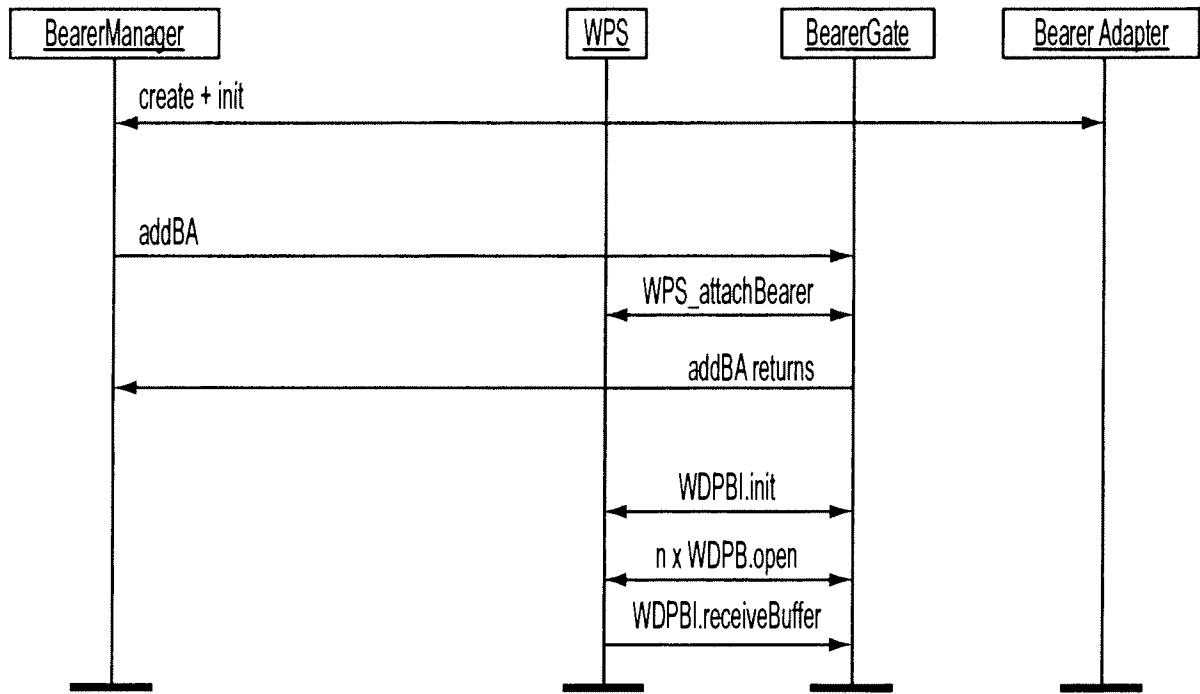 BearerManager
WPS
BearerGate
Bearer Adapter
create + init
addBA
WPS_attachBearer
addBA returns
WDPBI.init
n x WDPB.open
WDPBI.receiveBuffer